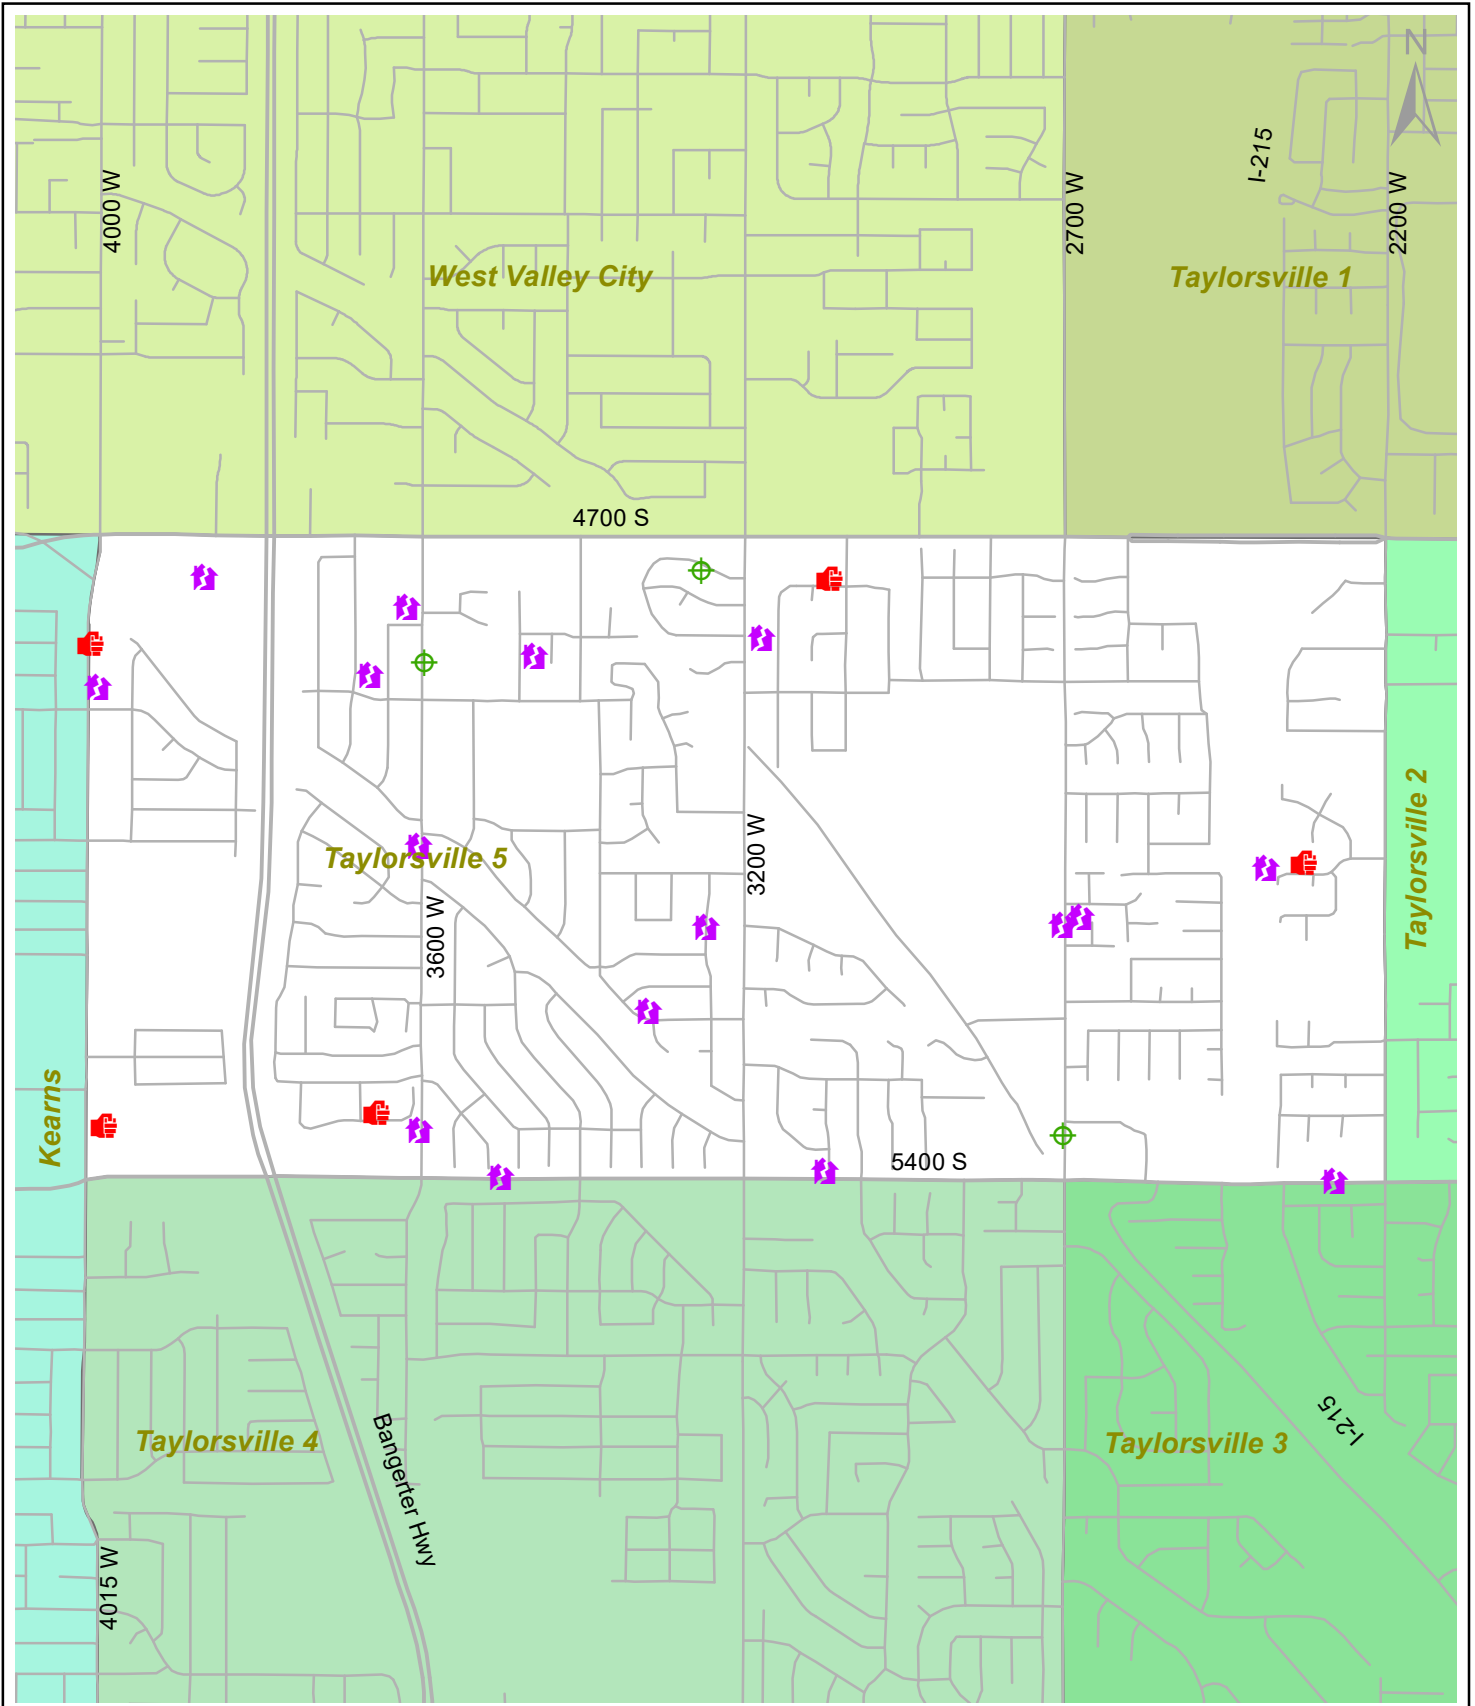 N
I-215
4000 W
2700 W
2200 W
West Valley City
Taylorsville 1
4700 S
Taylorsville 2
3200 W
Taylorsville 5
3600 W
Kearns
5400 S
I-215
Taylorsville 4
Taylorsville 3
Bangerter Hwy
4015 W